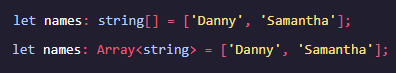 let names: string[] = ['Danny', 'Samantha'];
let names: Array<string> = ['Danny', 'Samantha'];